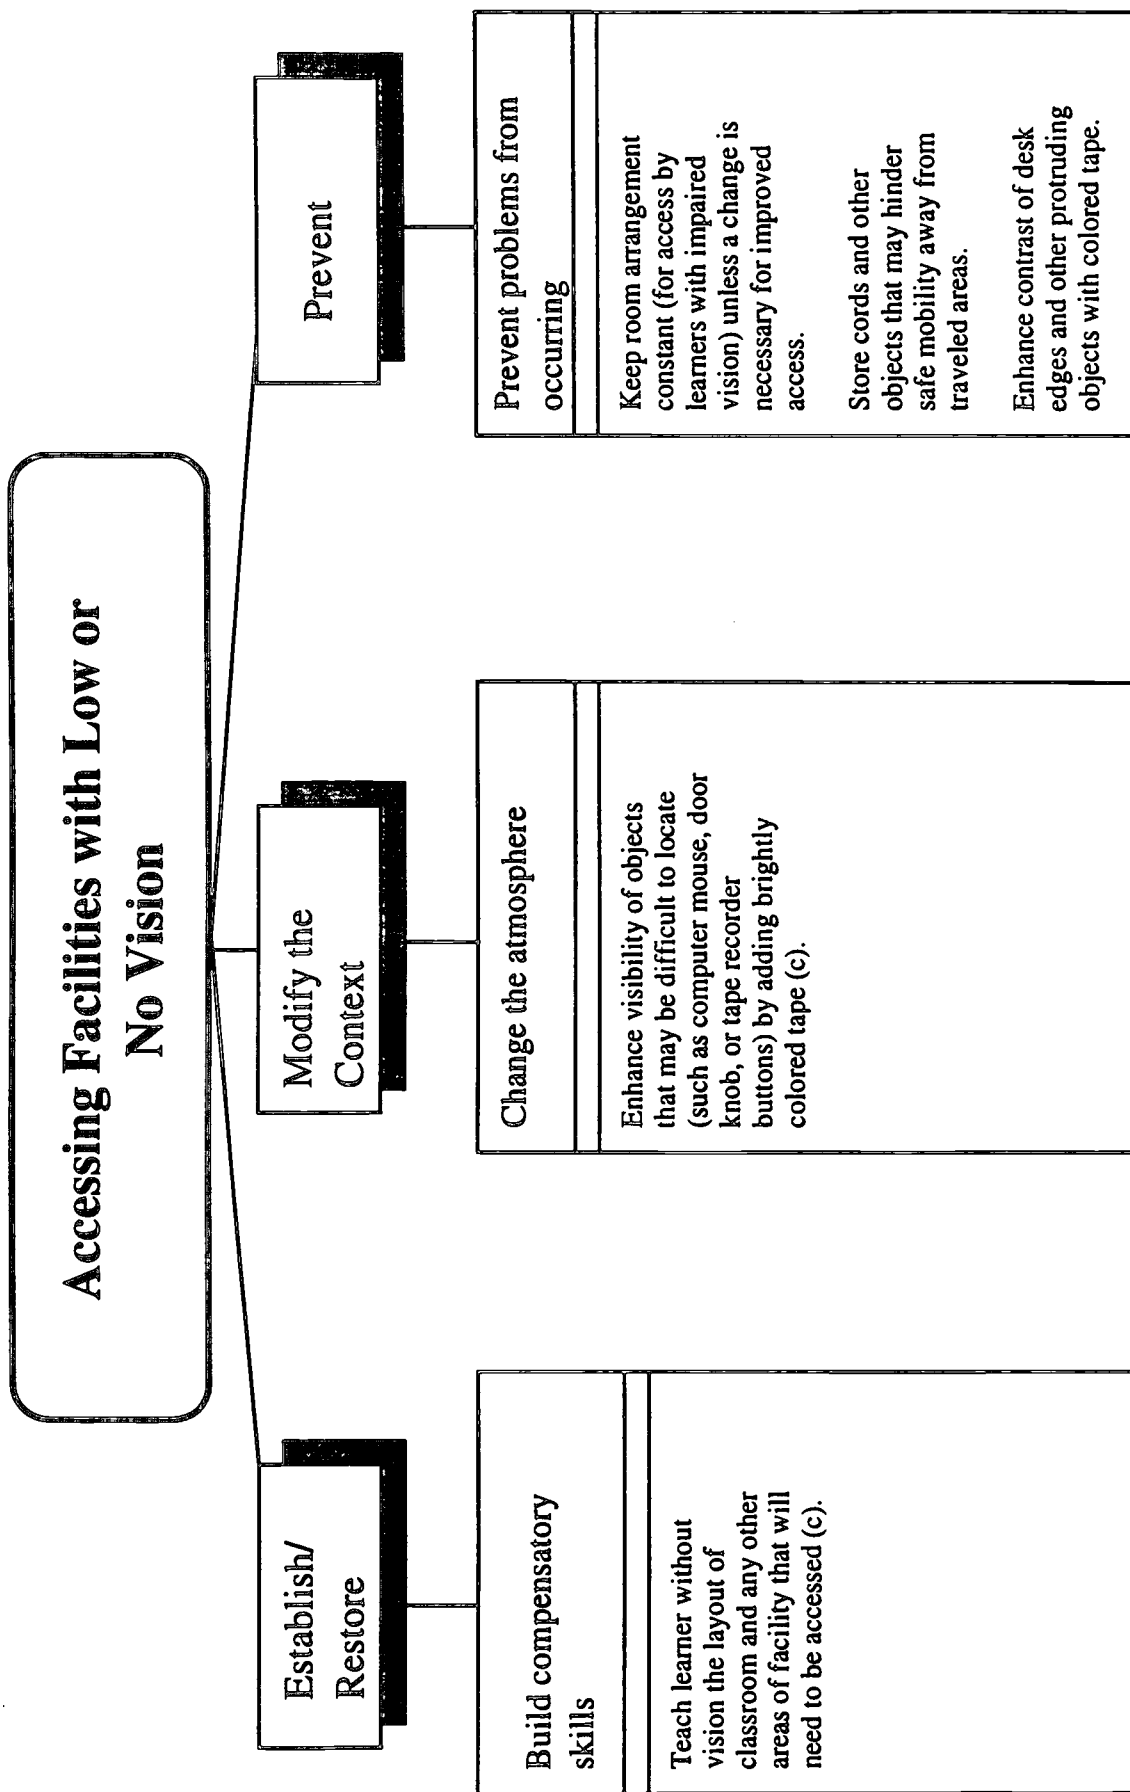 Accessing Facilities with Low or
No Vision
Establish/
Restore
Build compensatory
skills
Teach learner without
vision the layout of
classroom and any other
areas of facility that will
need to be accessed (c).
Modify the
Context
Change the atmosphere
Enhance visibility of objects
that may be difficult to locate
(such as computer mouse, door
knob, or tape recorder
buttons) by adding brightly
colored tape (c).
Prevent
Prevent problems from
occurring
Keep room arrangement
constant (for access by
learners with impaired
vision) unless a change is
necessary for improved
access.
Store cords and other
objects that may hinder
safe mobility away from
traveled areas.
Enhance contrast of desk
edges and other protruding
objects with colored tape.